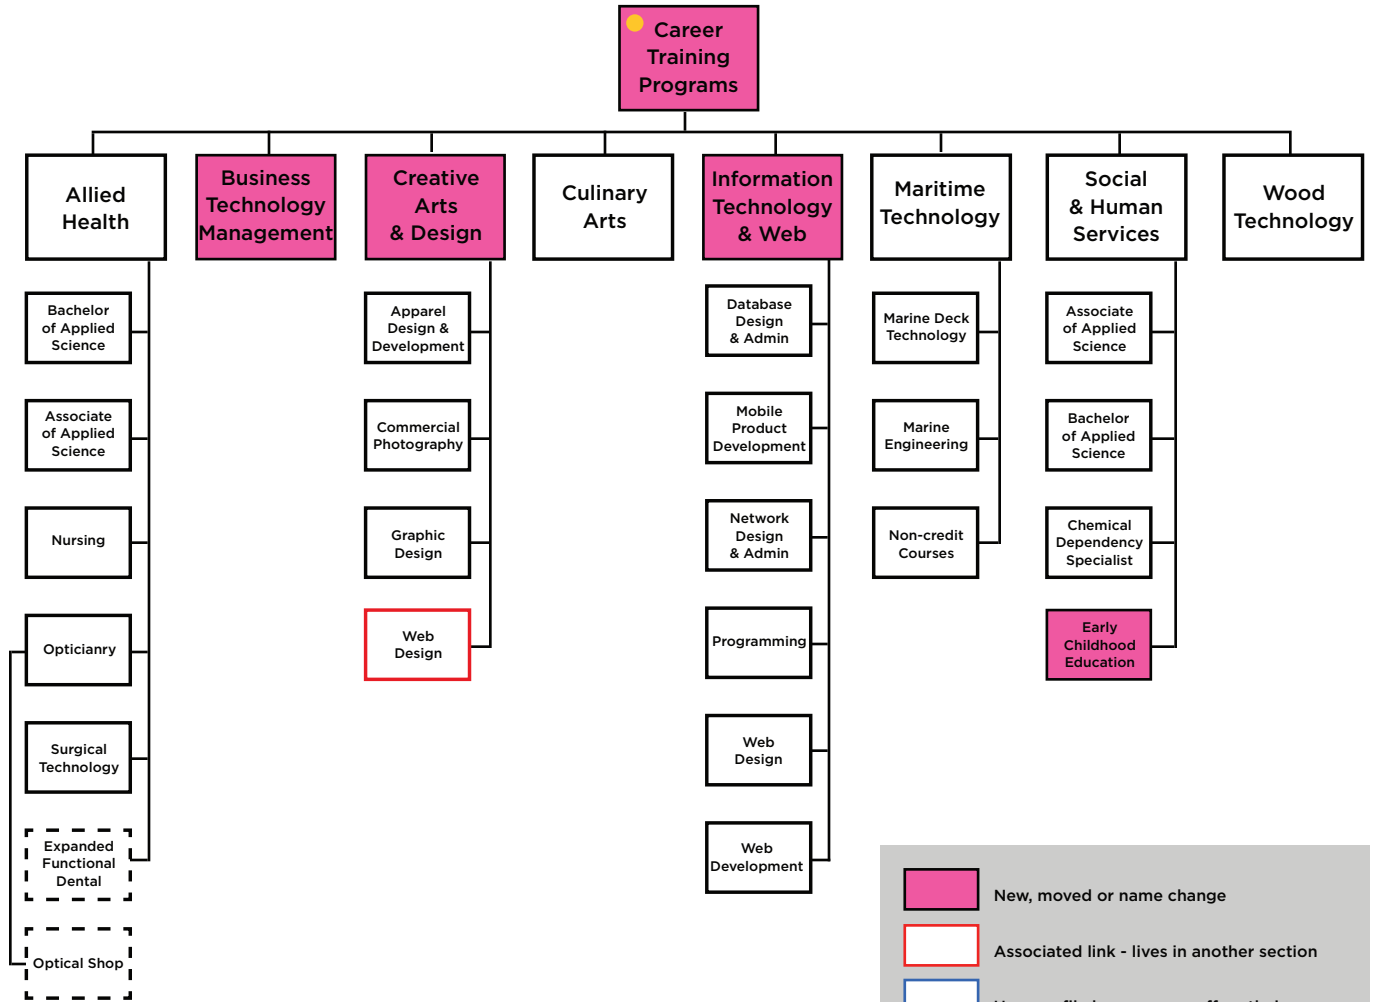 Career
Training
Programs
Allied
Health
Business
Technology
Management
Creative
Arts
& Design
Culinary
Arts
Information
Technology
& Web
Maritime
Technology
Social
& Human
Services
Wood
Technology
Bachelor
of Applied
Science
Associate
of Applied
Science
Nursing
Opticianry
Surgical
Technology
Expanded
Functional
Dental
Optical Shop
Apparel
Design &
Development
Commercial
Photography
Graphic
Design
Web
Design
Database
Design
& Admin
Mobile
Product
Development
Network
Design
& Admin
Programming
Web
Design
Web
Development
Marine Deck
Technology
Marine
Engineering
Non-credit
Courses
Associate
of Applied
Science
Bachelor
of Applied
Science
Chemical
Dependency
Specialist
Early
Childhood
Education
New, moved or name change
Associated link - lives in another section